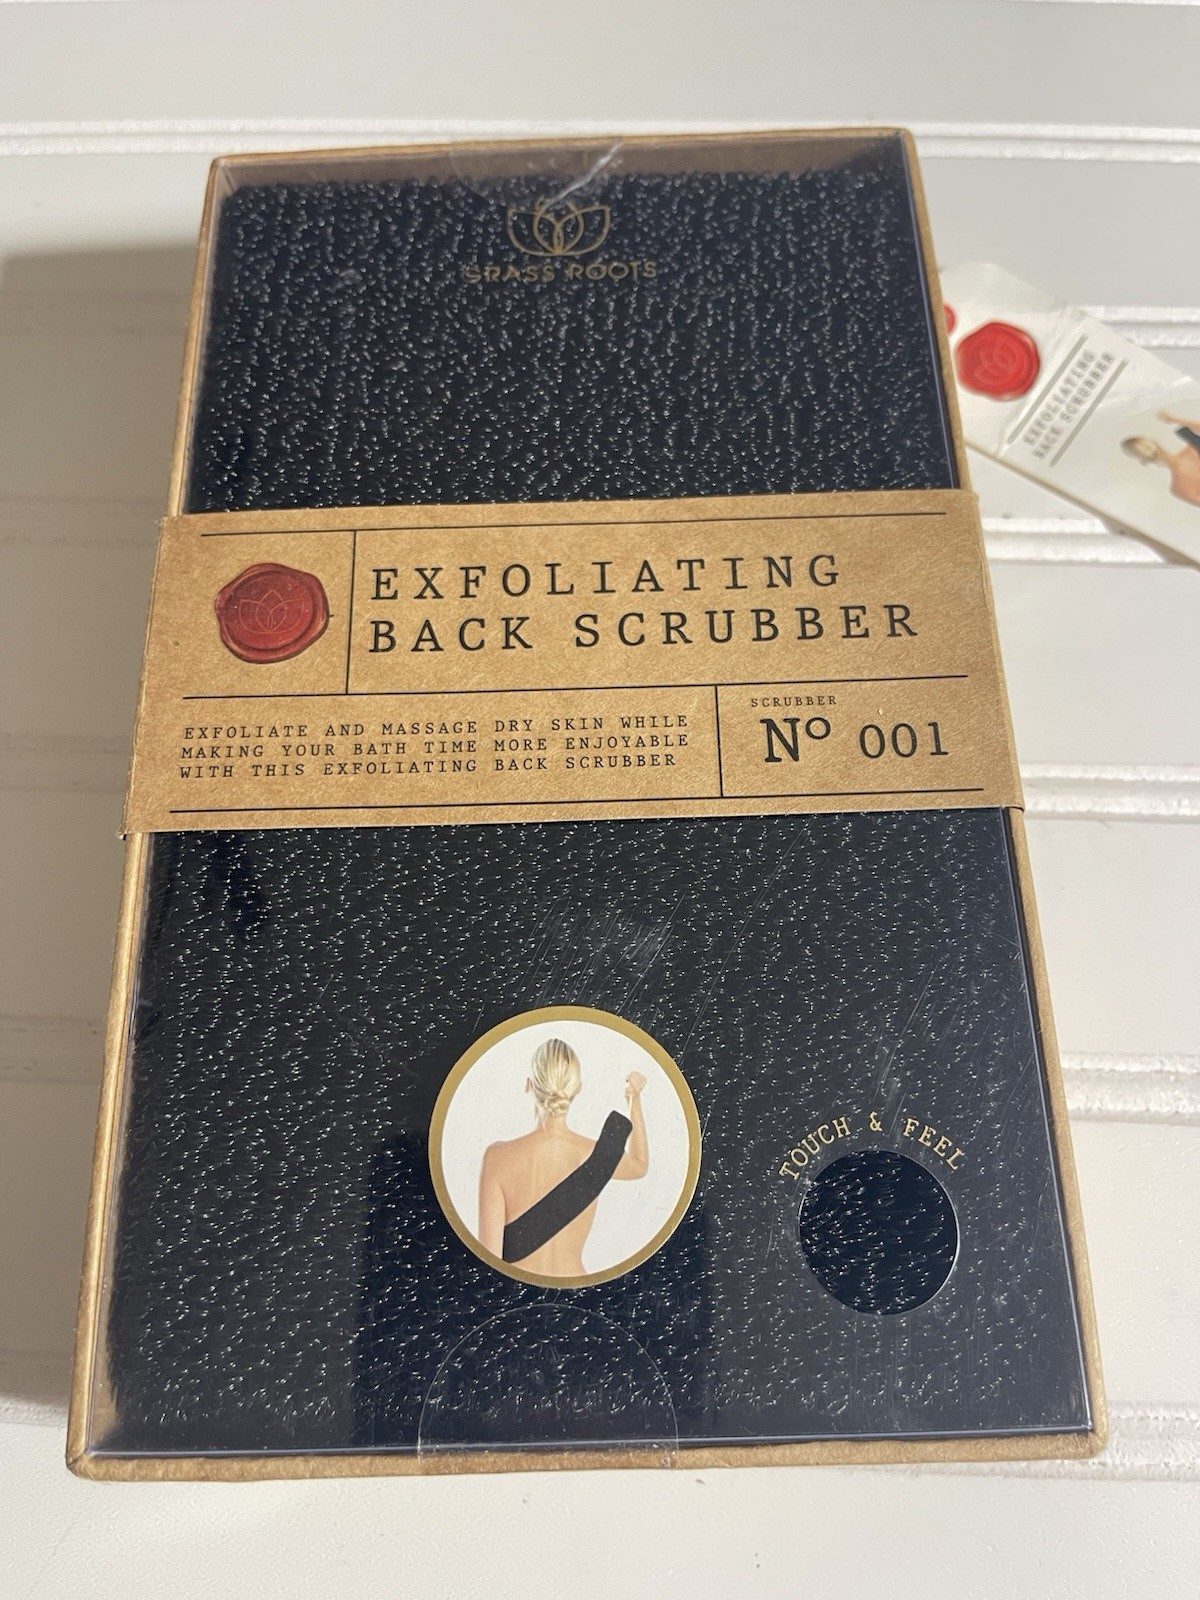 GRASS ROOTS
EXFOLIATING
BACK SCRUBBER
EXFOLIATE AND MASSAGE DRY SKIN WHILE
MAKING YOUR BATH TIME MORE ENJOYABLE
WITH THIS EXFOLIATING BACK SCRUBBER
SCRUBBER
Nº 001
TOUCH & FEEL
EXFOLIATING
BACK SCRUBBER